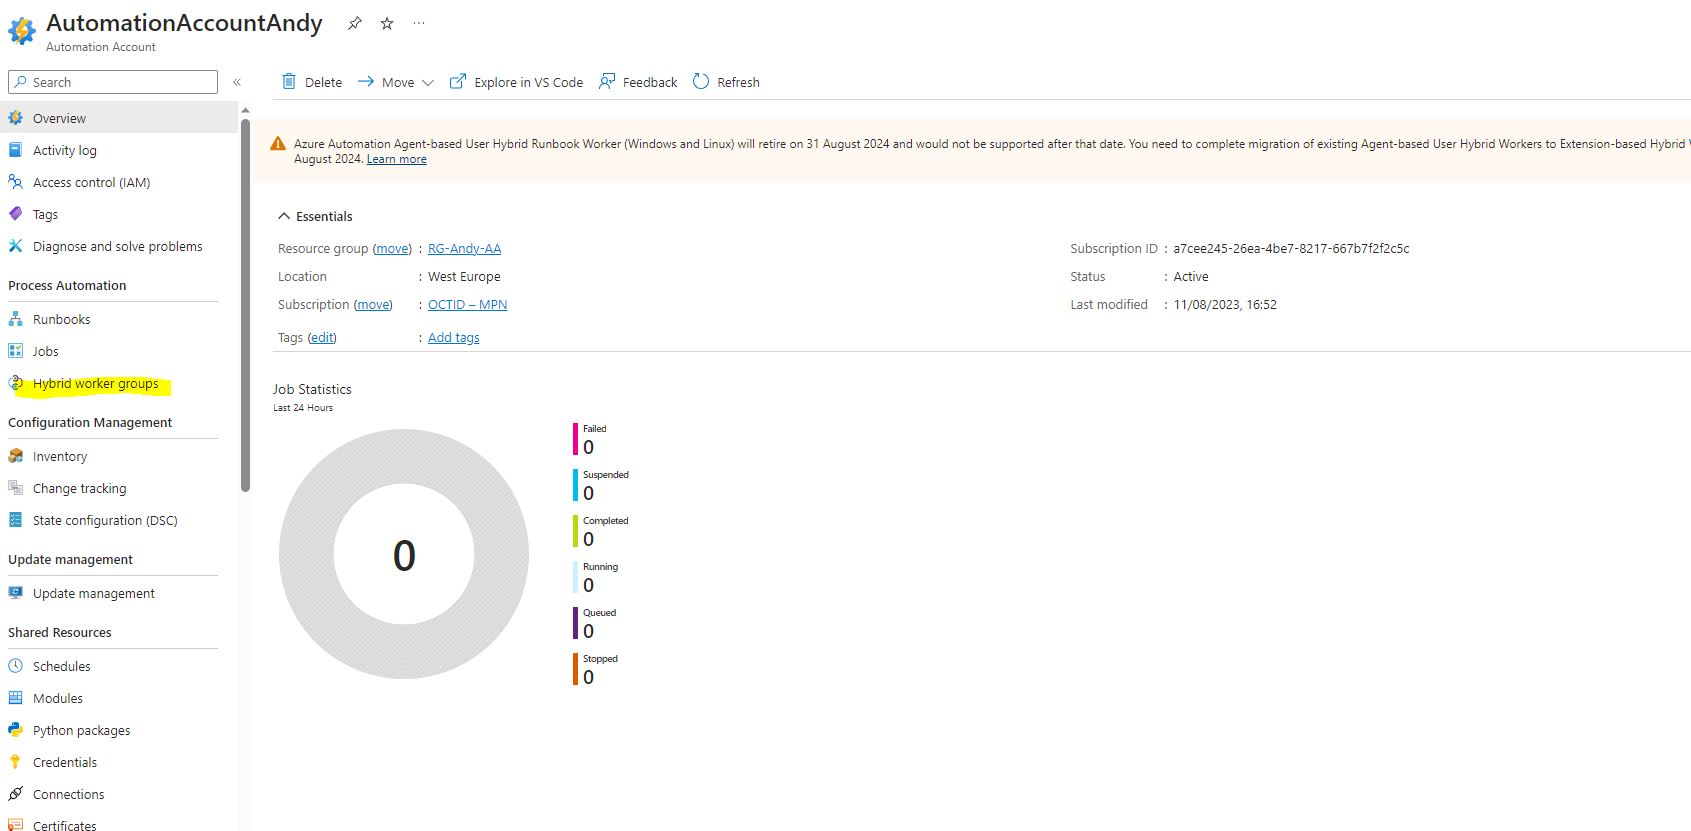 AutomationAccountAndy
Automation Account
Search
Delete
Move
Explore in VS Code
Feedback
Refresh
Overview
Activity log
Access control (IAM)
Tags
Diagnose and solve problems
Process Automation
Runbooks
Jobs
Hybrid worker groups
Configuration Management
Inventory
Change tracking
State configuration (DSC)
Update management
Update management
Shared Resources
Schedules
Modules
Python packages
Credentials
Connections
Certificates
Azure Automation Agent-based User Hybrid Runbook Worker (Windows and Linux) will retire on 31 August 2024 and would not be supported after that date. You need to complete migration of existing Agent-based User Hybrid Workers to Extension-based Hybrid
August 2024. Learn more
Essentials
Resource group (move) : RG-Andy-AA
Location : West Europe
Subscription (move) : OCTID – MPN
Tags (edit) : Add tags
Subscription ID : a7cee245-26ea-4be7-8217-667b7f2f2c5c
Status : Active
Last modified : 11/08/2023, 16:52
Job Statistics
Last 24 Hours
0
Failed
0
Suspended
0
Completed
0
Running
0
Queued
0
Stopped
0